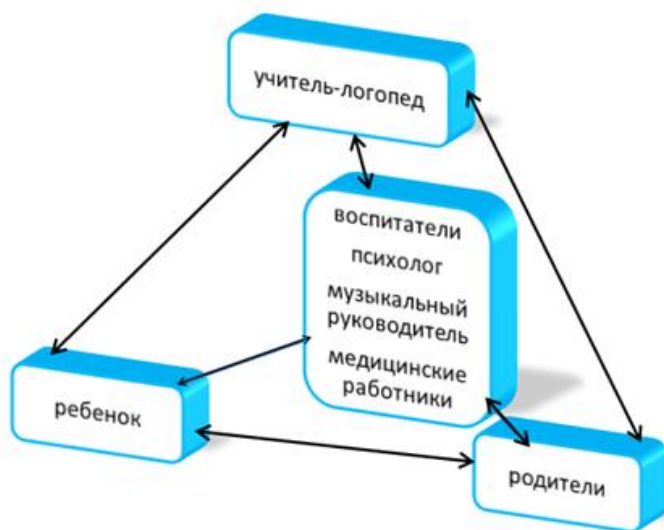 учитель-логопед
воспитатели
психолог
музыкальный
руководитель
медицинские
работники
ребенок
родители